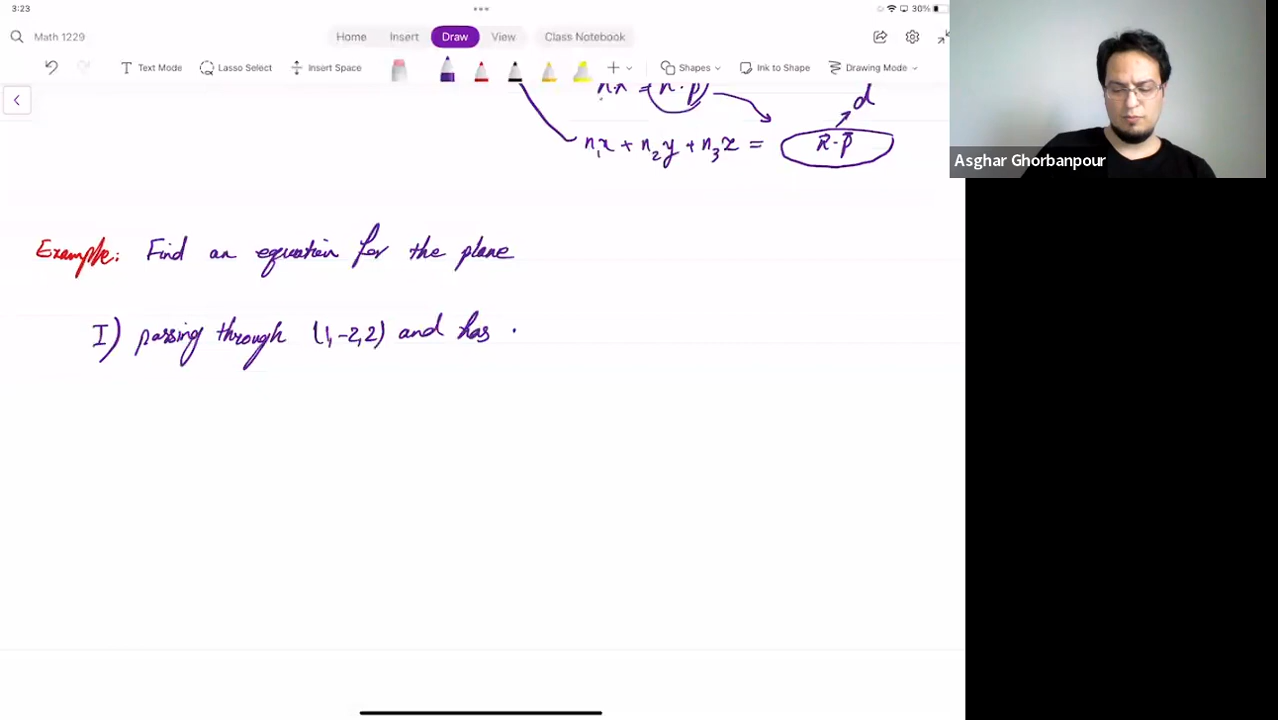 3:23
30%
Math 1229
Home Insert Draw View Class Notebook
Text Mode Lasso Select Insert Space Shapes Ink to Shape Drawing Mode
Asghar Ghorbanpour
d
n₁x + n₂y + n₃z = n·p
Example: Find an equation for the plane
I) passing through (1,-2,2) and has